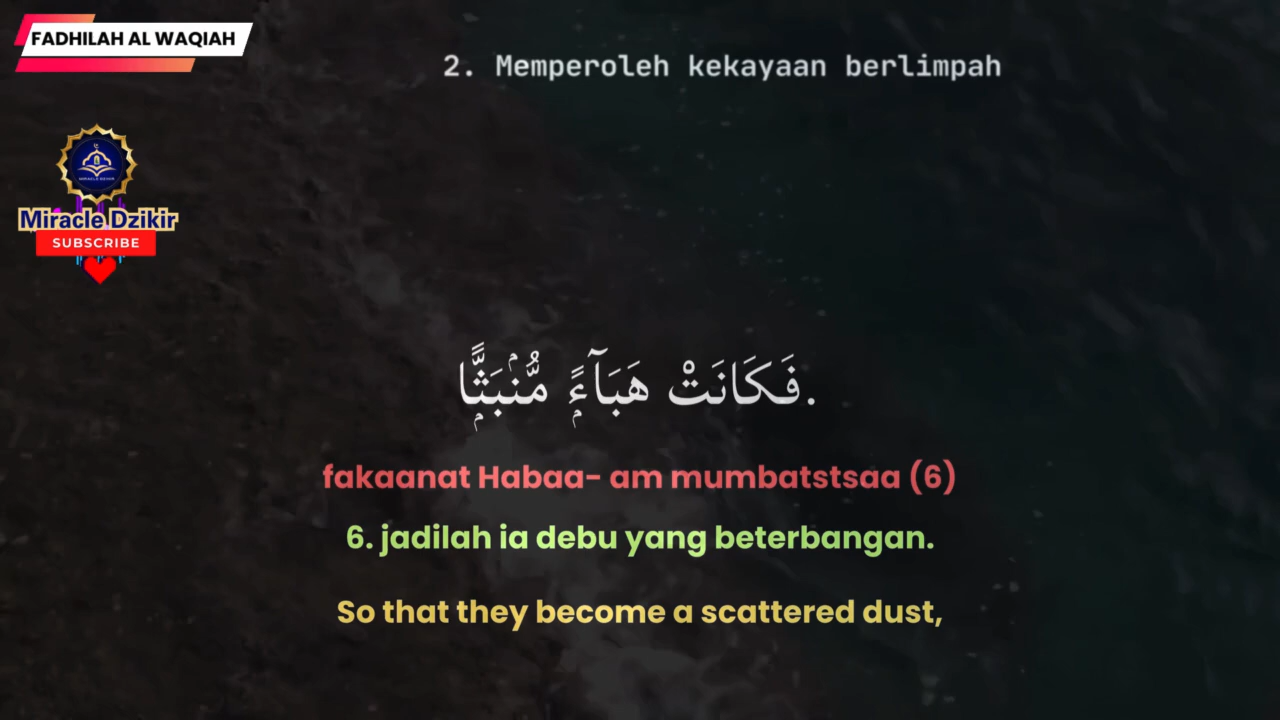 FADHILAH AL WAQIAH
2. Memperoleh kekayaan berlimpah
Miracle Dzikir
SUBSCRIBE
فَكَانَتْ هَبَاۤءً مُّنْۢبَثًّاۙ.
fakaanat Habaa- am mumbatstsaa (6)
6. jadilah ia debu yang beterbangan.
So that they become a scattered dust,